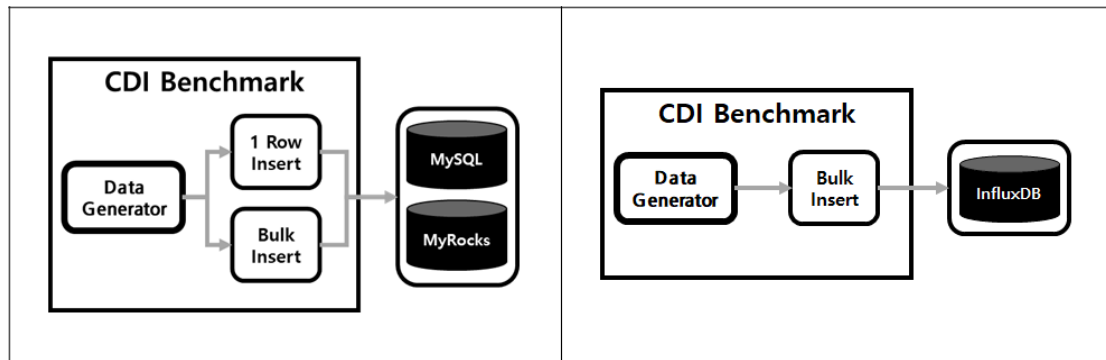 CDI Benchmark
Data
Generator
1 Row
Insert
Bulk
Insert
MySQL
MyRocks
CDI Benchmark
Data
Generator
Bulk
Insert
InfluxDB